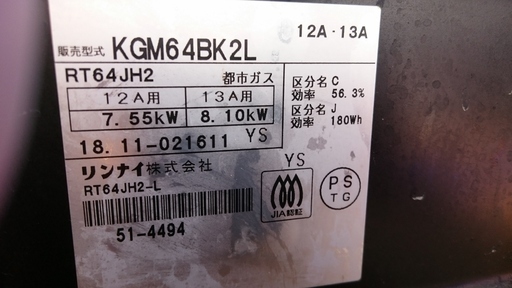 12A・13A
販売型式 KGM64BK2L
RT64JH2 都市ガス
12A用 13A用
7.55kW 8.10kW
区分名 C
効率 56.3%
区分名 J
効率 180Wh
18.11-021611 YS
リンナイ株式会社
RT64JH2-L
YS
JIA認証
PS
TG
51-4494